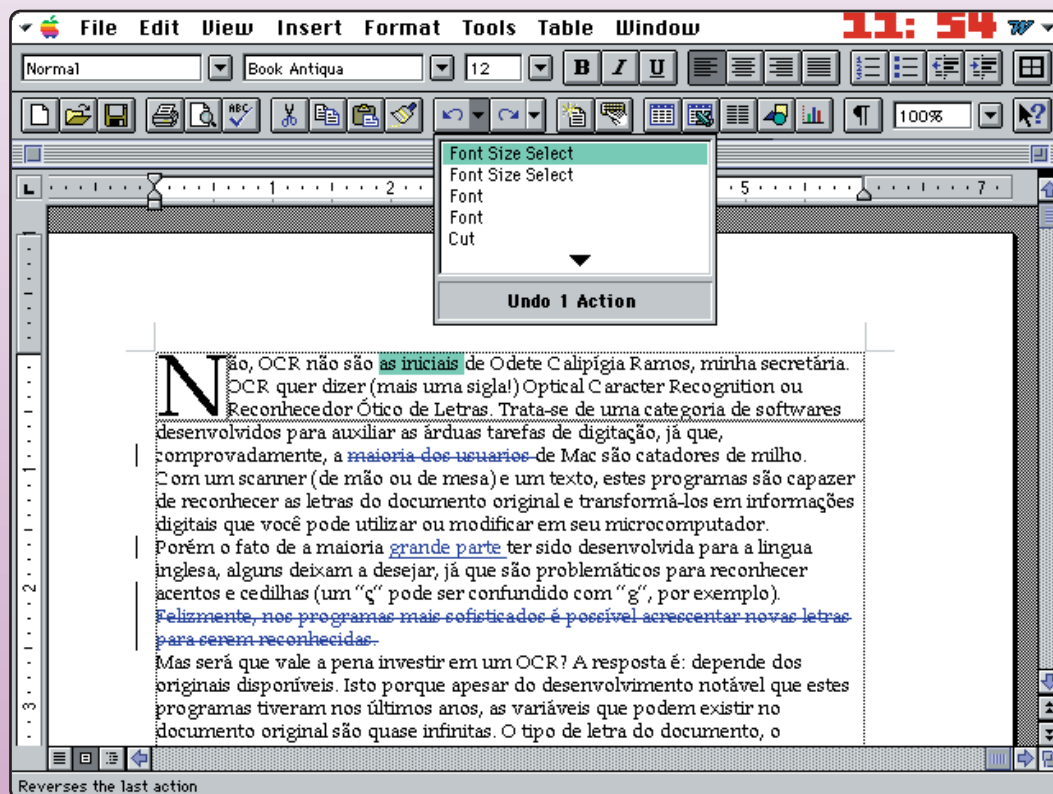 File Edit View Insert Format Tools Table Window 11: 54
Normal Book Antiqua 12 B I U
ABC 100%
Font Size Select
Font Size Select
Font
Font
Cut
Undo 1 Action
L 1 2 5 7
Não, OCR não são as iniciais de Odete Calipígia Ramos, minha secretária.
OCR quer dizer (mais uma sigla!) Optical Caracter Recognition ou
Reconhecedor Ótico de Letras. Trata-se de uma categoria de softwares
desenvolvidos para auxiliar as árduas tarefas de digitação, já que,
comprovadamente, a maioria dos usuarios de Mac são catadores de milho.
Com um scanner (de mão ou de mesa) e um texto, estes programas são capazer
de reconhecer as letras do documento original e transformá-los em informações
digitais que você pode utilizar ou modificar em seu microcomputador.
Porém o fato de a maioria grande parte ter sido desenvolvida para a lingua
inglesa, alguns deixam a desejar, já que são problemáticos para reconhecer
acentos e cedilhas (um “ç“ pode ser confundido com “g“, por exemplo).
Felizmente, nos programas mais sofisticados é possível acrescentar novas letras
para serem reconhecidas.
Mas será que vale a pena investir em um OCR? A resposta é: depende dos
originais disponíveis. Isto porque apesar do desenvolvimento notável que estes
programas tiveram nos últimos anos, as variáveis que podem existir no
documento original são quase infinitas. O tipo de letra do documento, o
1
2
3
Reverses the last action